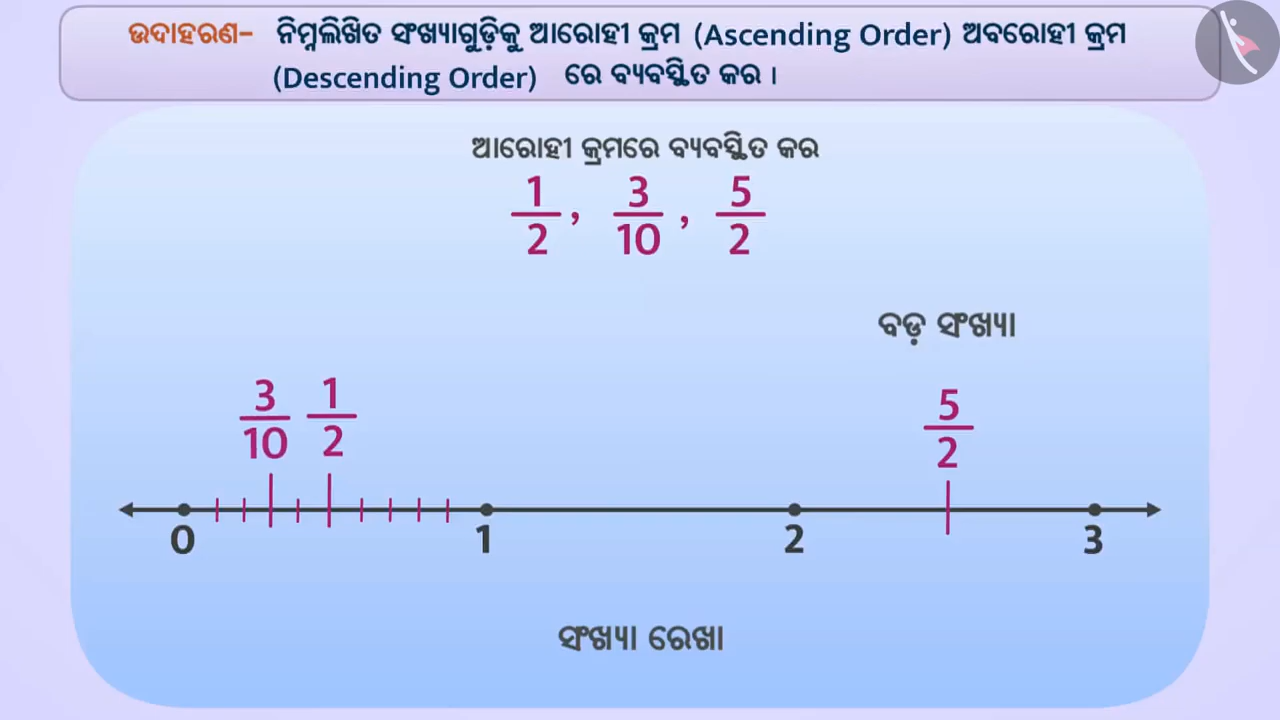 ଉଦାହରଣ– ନିମ୍ନଲିଖିତ ସଂଖ୍ୟାଗୁଡ଼ିକୁ ଆରୋହୀ କ୍ରମ (Ascending Order) ଅବରୋହୀ କ୍ରମ
(Descending Order) ରେ ବ୍ୟବସ୍ଥିତ କର ।
ଆରୋହୀ କ୍ରମରେ ବ୍ୟବସ୍ଥିତ କର
1/2, 3/10, 5/2
ବଡ଼ ସଂଖ୍ୟା
3/10 1/2 5/2
0 1 2 3
ସଂଖ୍ୟା ରେଖା